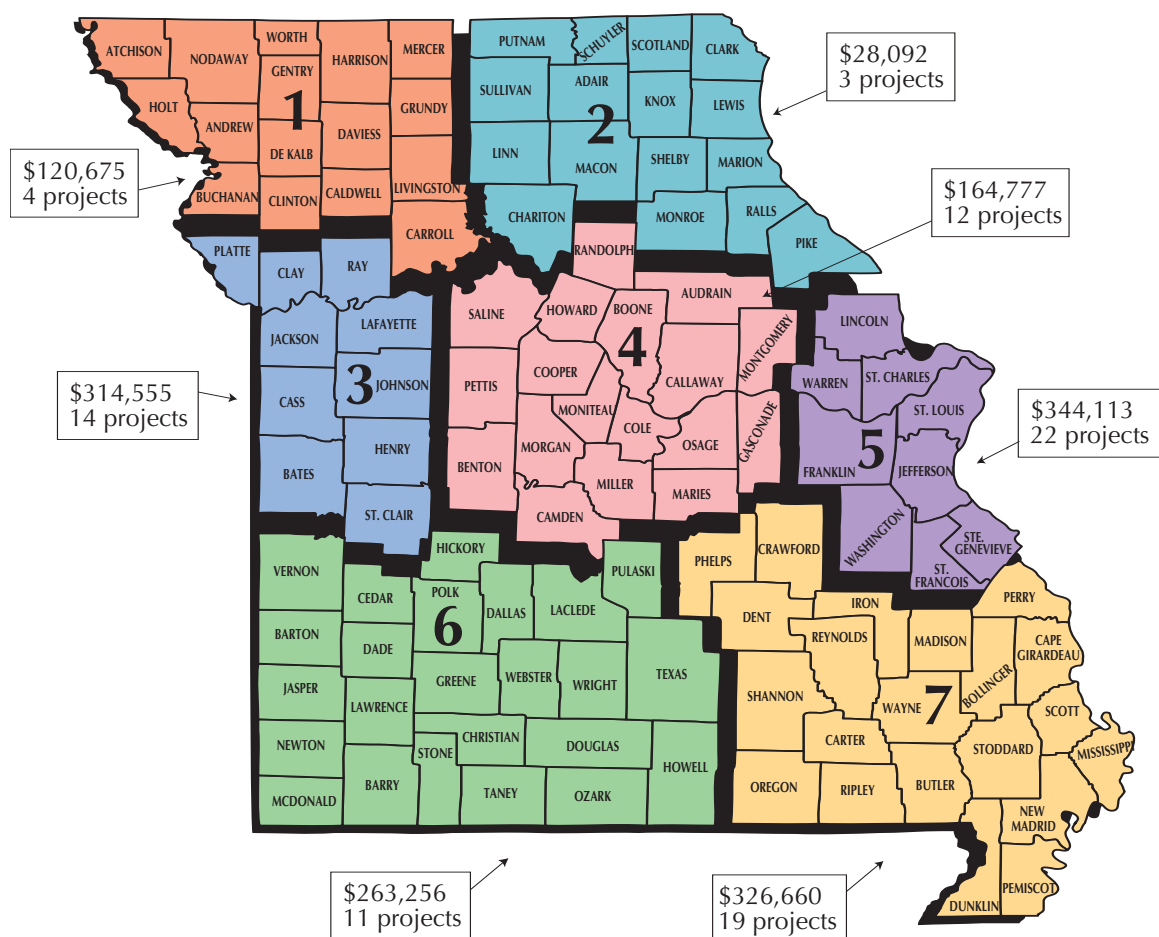 ATCHISON
NODAWAY
WORTH
GENTRY
HARRISON
MERCER
HOLT
ANDREW
1
DE KALB
DAVIESS
GRUNDY
BUCHANAN
CLINTON
CALDWELL
LIVINGSTON
CARROLL
$120,675
4 projects
PUTNAM
SCHUYLER
SCOTLAND
CLARK
SULLIVAN
ADAIR
KNOX
LEWIS
2
LINN
MACON
SHELBY
MARION
CHARITON
MONROE
RALLS
PIKE
$28,092
3 projects
PLATTE
CLAY
RAY
JACKSON
LAFAYETTE
3
JOHNSON
CASS
HENRY
BATES
ST. CLAIR
$314,555
14 projects
RANDOLPH
SALINE
HOWARD
BOONE
AUDRAIN
4
MONTGOMERY
PETTIS
COOPER
CALLAWAY
MONITEAU
COLE
GASCONADE
BENTON
MORGAN
OSAGE
MILLER
MARIES
CAMDEN
$164,777
12 projects
LINCOLN
WARREN
ST. CHARLES
ST. LOUIS
5
FRANKLIN
JEFFERSON
WASHINGTON
STE.
GENEVIEVE
ST.
FRANCOIS
$344,113
22 projects
VERNON
HICKORY
PULASKI
CEDAR
POLK
DALLAS
LACLEDE
6
BARTON
DADE
GREENE
WEBSTER
WRIGHT
TEXAS
JASPER
LAWRENCE
NEWTON
STONE
CHRISTIAN
DOUGLAS
HOWELL
MCDONALD
BARRY
TANEY
OZARK
$263,256
11 projects
PHELPS
CRAWFORD
DENT
IRON
PERRY
REYNOLDS
MADISON
CAPE
GIRARDEAU
SHANNON
WAYNE
7
BOLLINGER
SCOTT
CARTER
STODDARD
MISSISSIPPI
OREGON
RIPLEY
BUTLER
NEW
MADRID
DUNKLIN
PEMISCOT
$326,660
19 projects